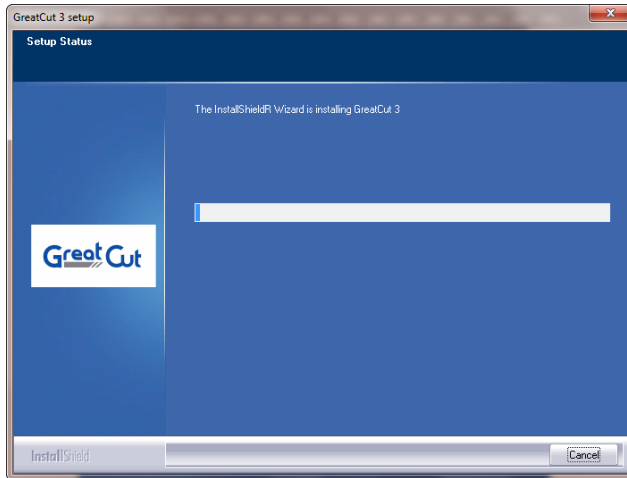 GreatCut 3 setup
Setup Status
The InstallShieldR Wizard is installing GreatCut 3
GreatCut
InstallShield
Cancel